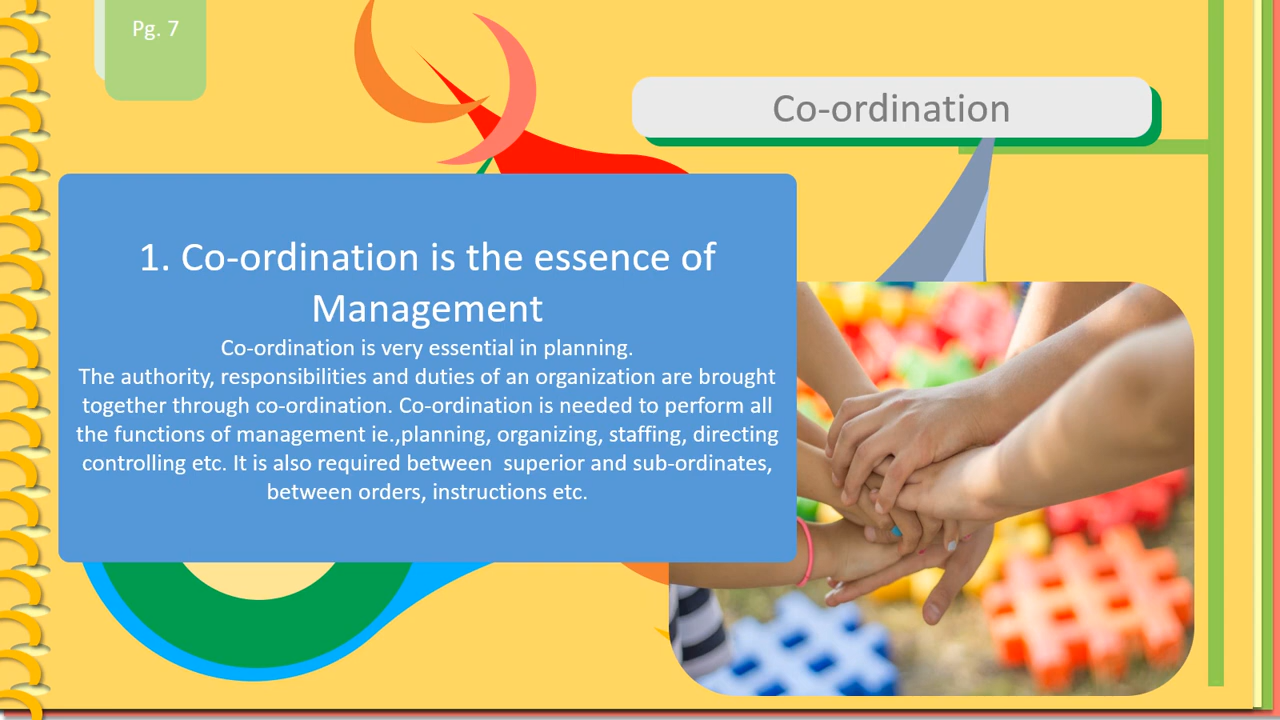 Pg. 7
Co-ordination
1. Co-ordination is the essence of
Management
Co-ordination is very essential in planning.
The authority, responsibilities and duties of an organization are brought
together through co-ordination. Co-ordination is needed to perform all
the functions of management ie.,planning, organizing, staffing, directing
controlling etc. It is also required between  superior and sub-ordinates,
between orders, instructions etc.